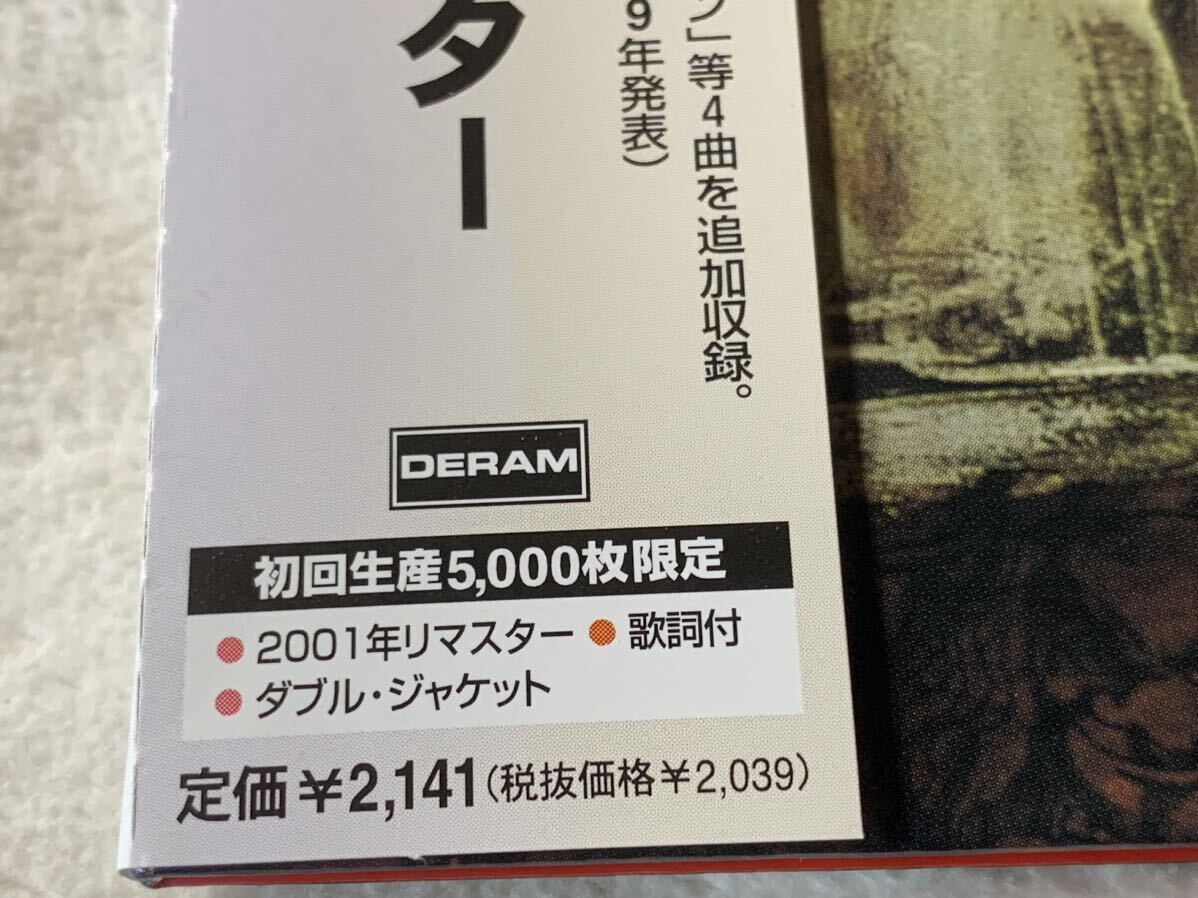 ター
ク」等4曲を追加収録。
9年発表)
DERAM
初回生産5,000枚限定
●2001年リマスター●歌詞付
●ダブル・ジャケット
定価¥2,141(税抜価格¥2,039)